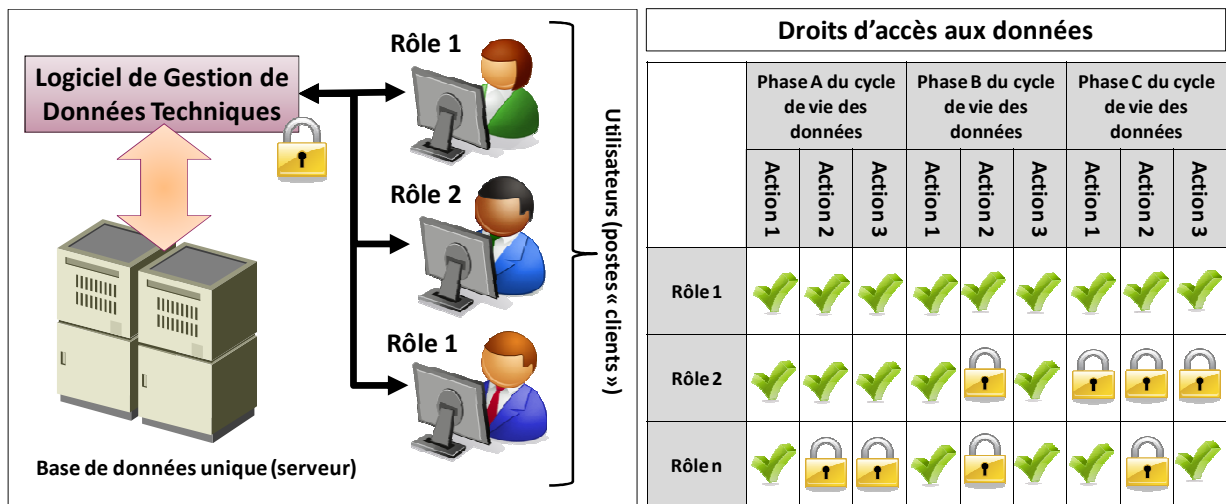 Logiciel de Gestion de
Données Techniques
Rôle 1
Rôle 2
Rôle 1
Utilisateurs (postes « clients »)
Base de données unique (serveur)
Droits d’accès aux données
Phase A du cycle
de vie des
données
Phase B du cycle
de vie des
données
Phase C du cycle
de vie des
données
Action 1
Action 2
Action 3
Action 1
Action 2
Action 3
Action 1
Action 2
Action 3
Rôle 1
Rôle 2
Rôle n